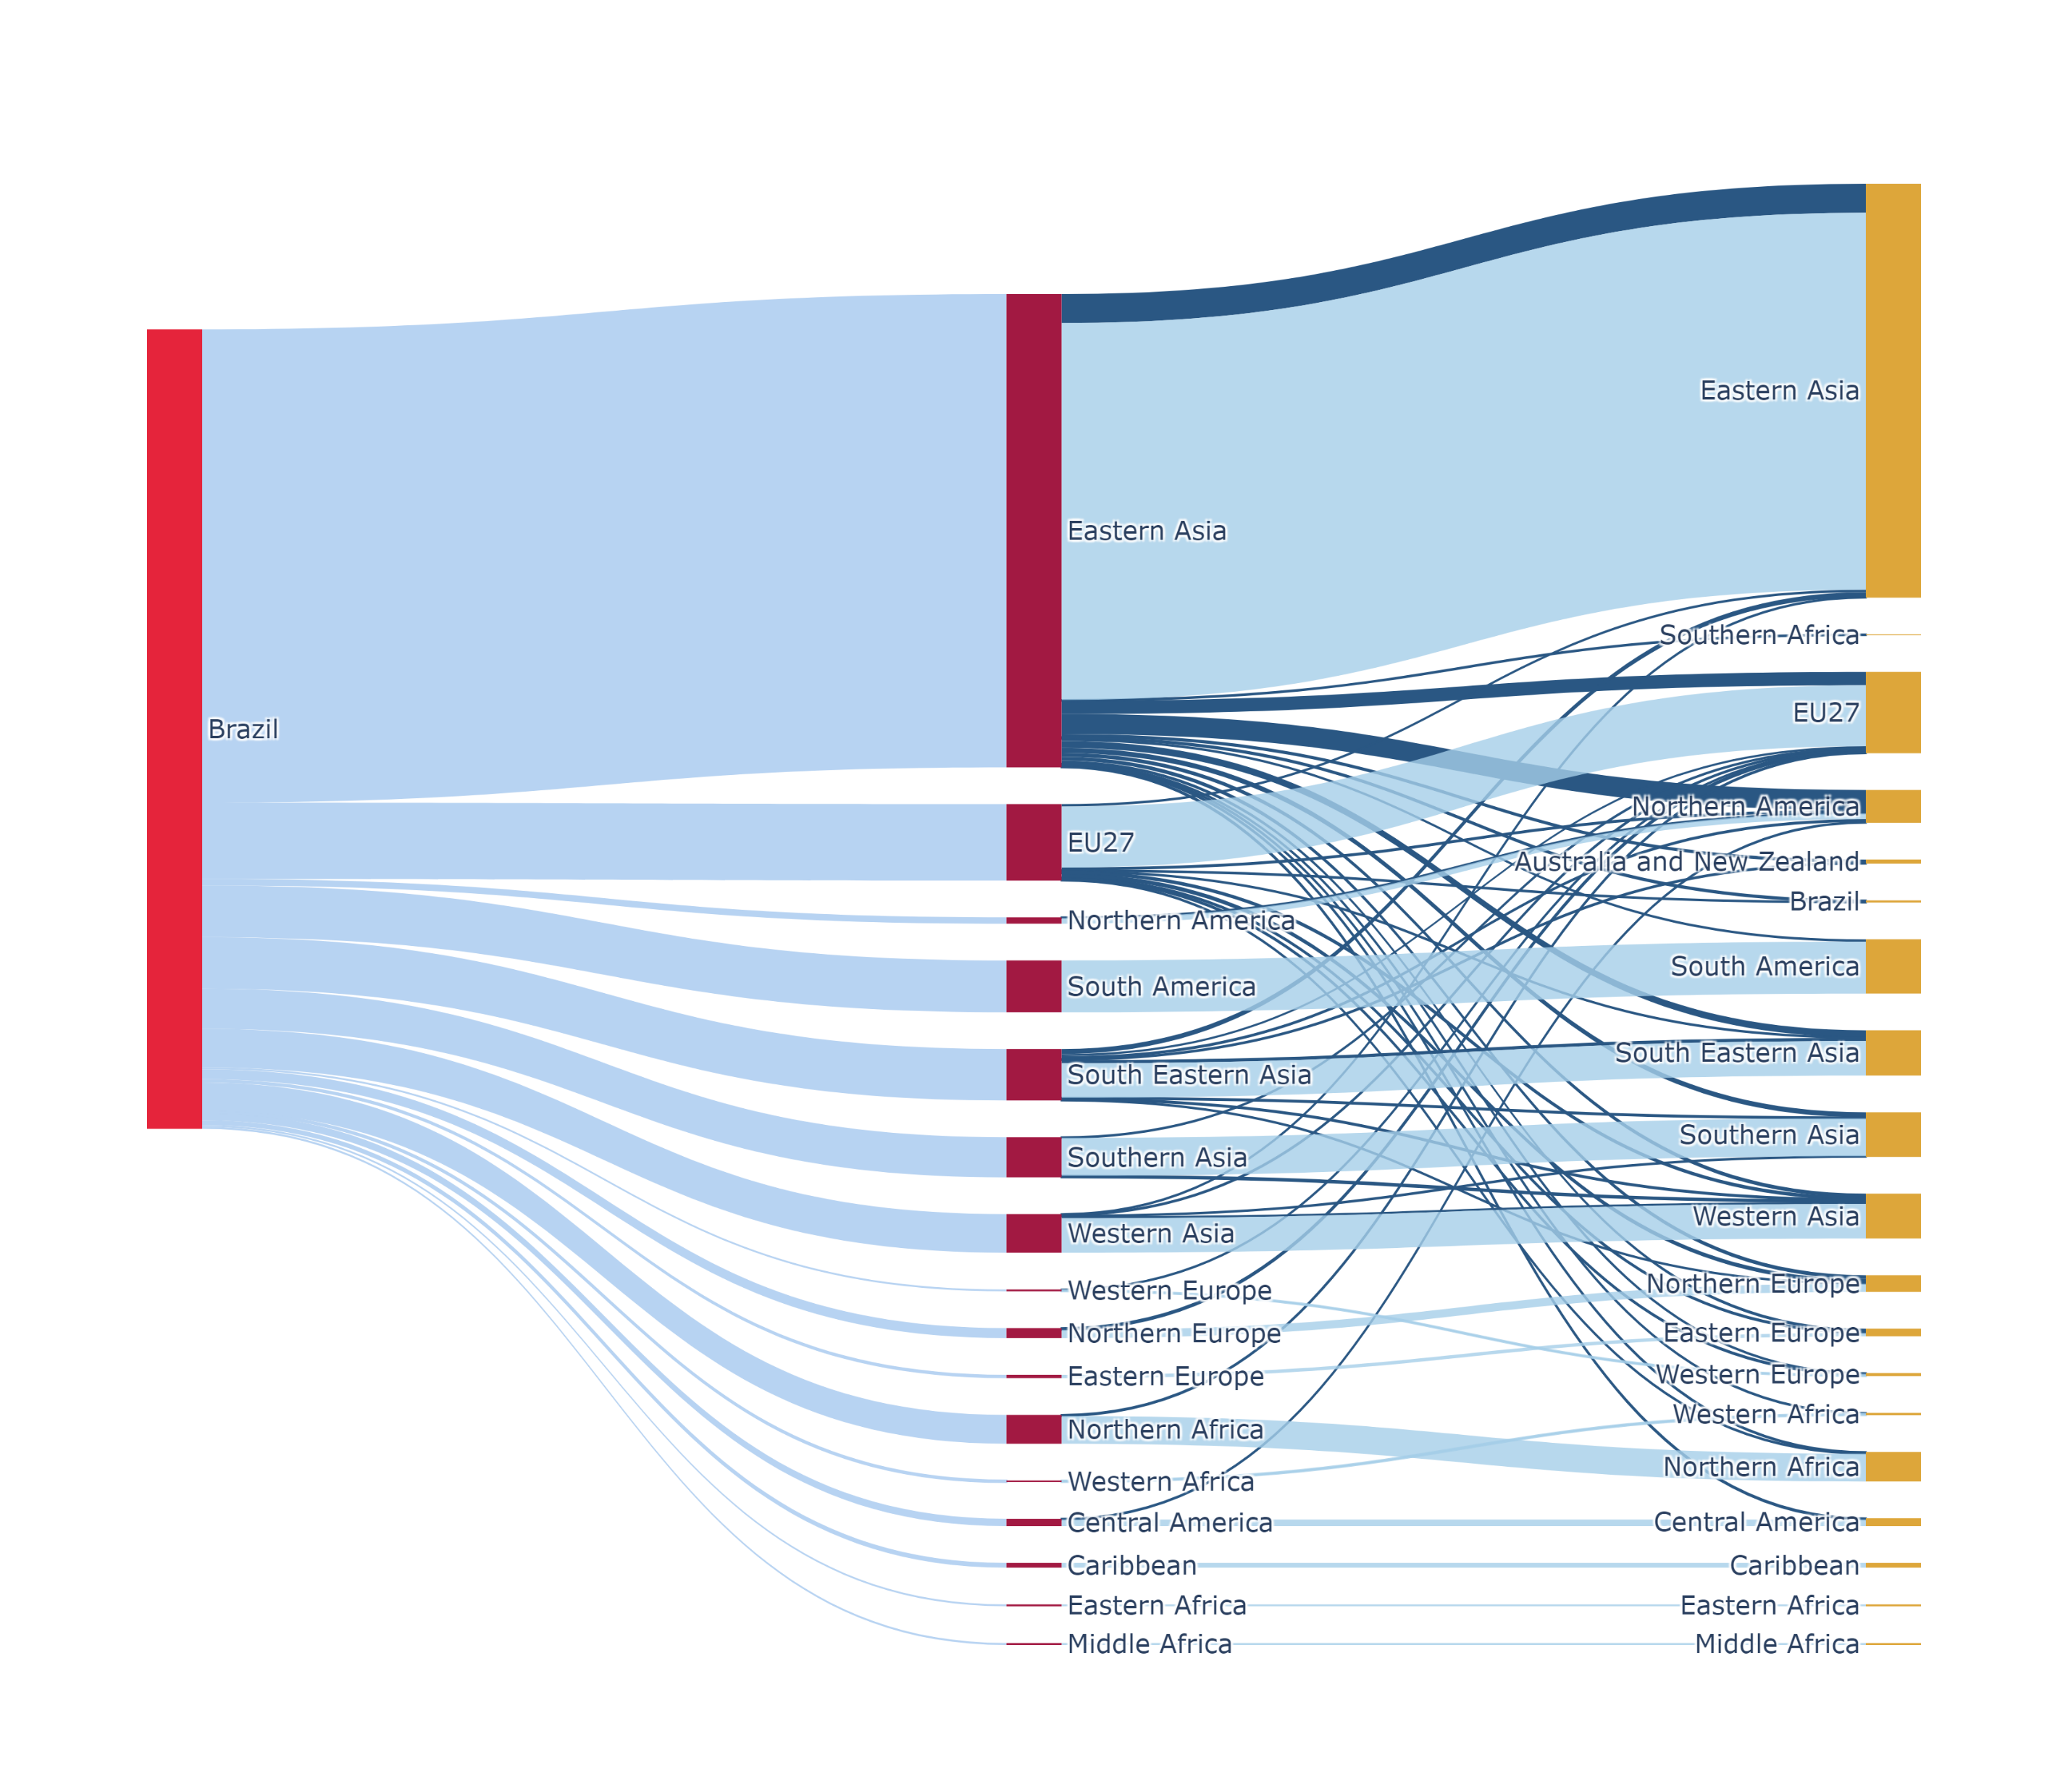 Brazil
Eastern Asia
EU27
Northern America
South America
South Eastern Asia
Southern Asia
Western Asia
Western Europe
Northern Europe
Eastern Europe
Northern Africa
Western Africa
Central America
Caribbean
Eastern Africa
Middle Africa
Eastern Asia
Southern Africa
EU27
Northern America
Australia and New Zealand
Brazil
South America
South Eastern Asia
Southern Asia
Western Asia
Northern Europe
Eastern Europe
Western Europe
Western Africa
Northern Africa
Central America
Caribbean
Eastern Africa
Middle Africa